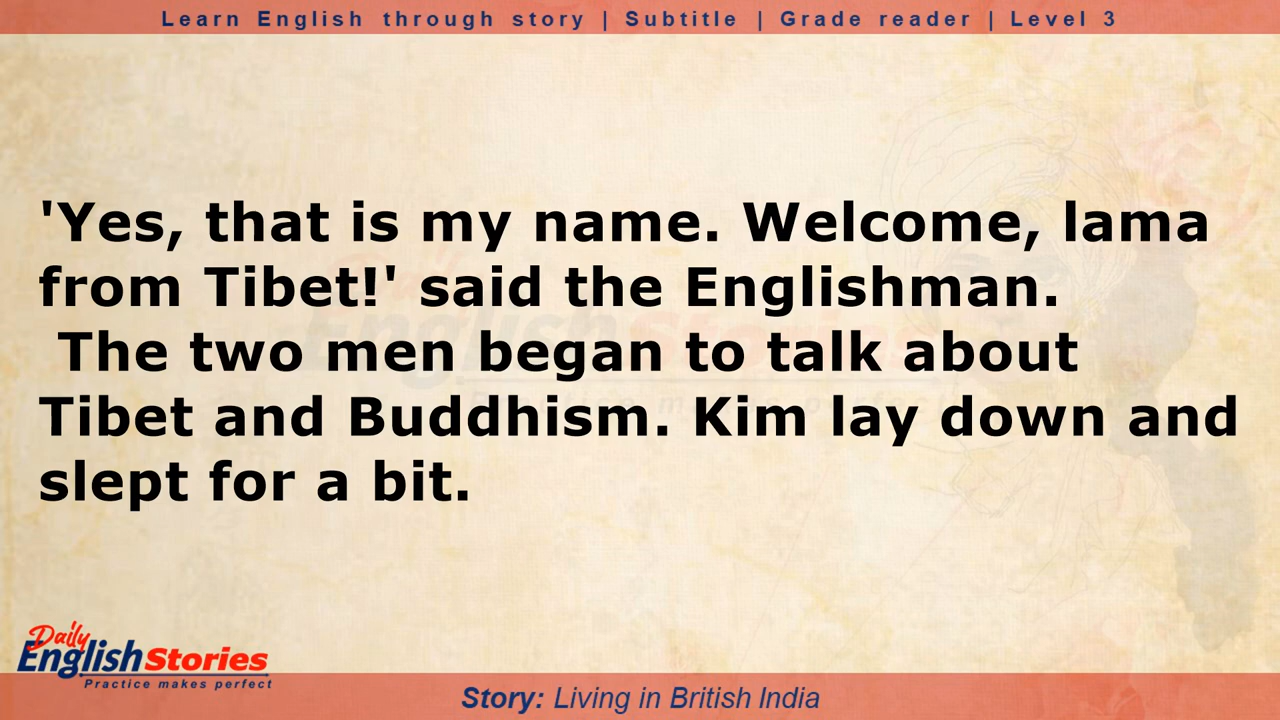 Learn English through story | Subtitle | Grade reader | Level 3
'Yes, that is my name. Welcome, lama
from Tibet!' said the Englishman.
The two men began to talk about
Tibet and Buddhism. Kim lay down and
slept for a bit.
Daily
English Stories
Practice makes perfect
Story: Living in British India